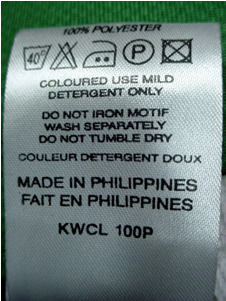 100% POLYESTER
40°
P
COLOURED USE MILD
DETERGENT ONLY
DO NOT IRON MOTIF
WASH SEPARATELY
DO NOT TUMBLE DRY
COULEUR DETERGENT DOUX
MADE IN PHILIPPINES
FAIT EN PHILIPPINES
KWCL 100P